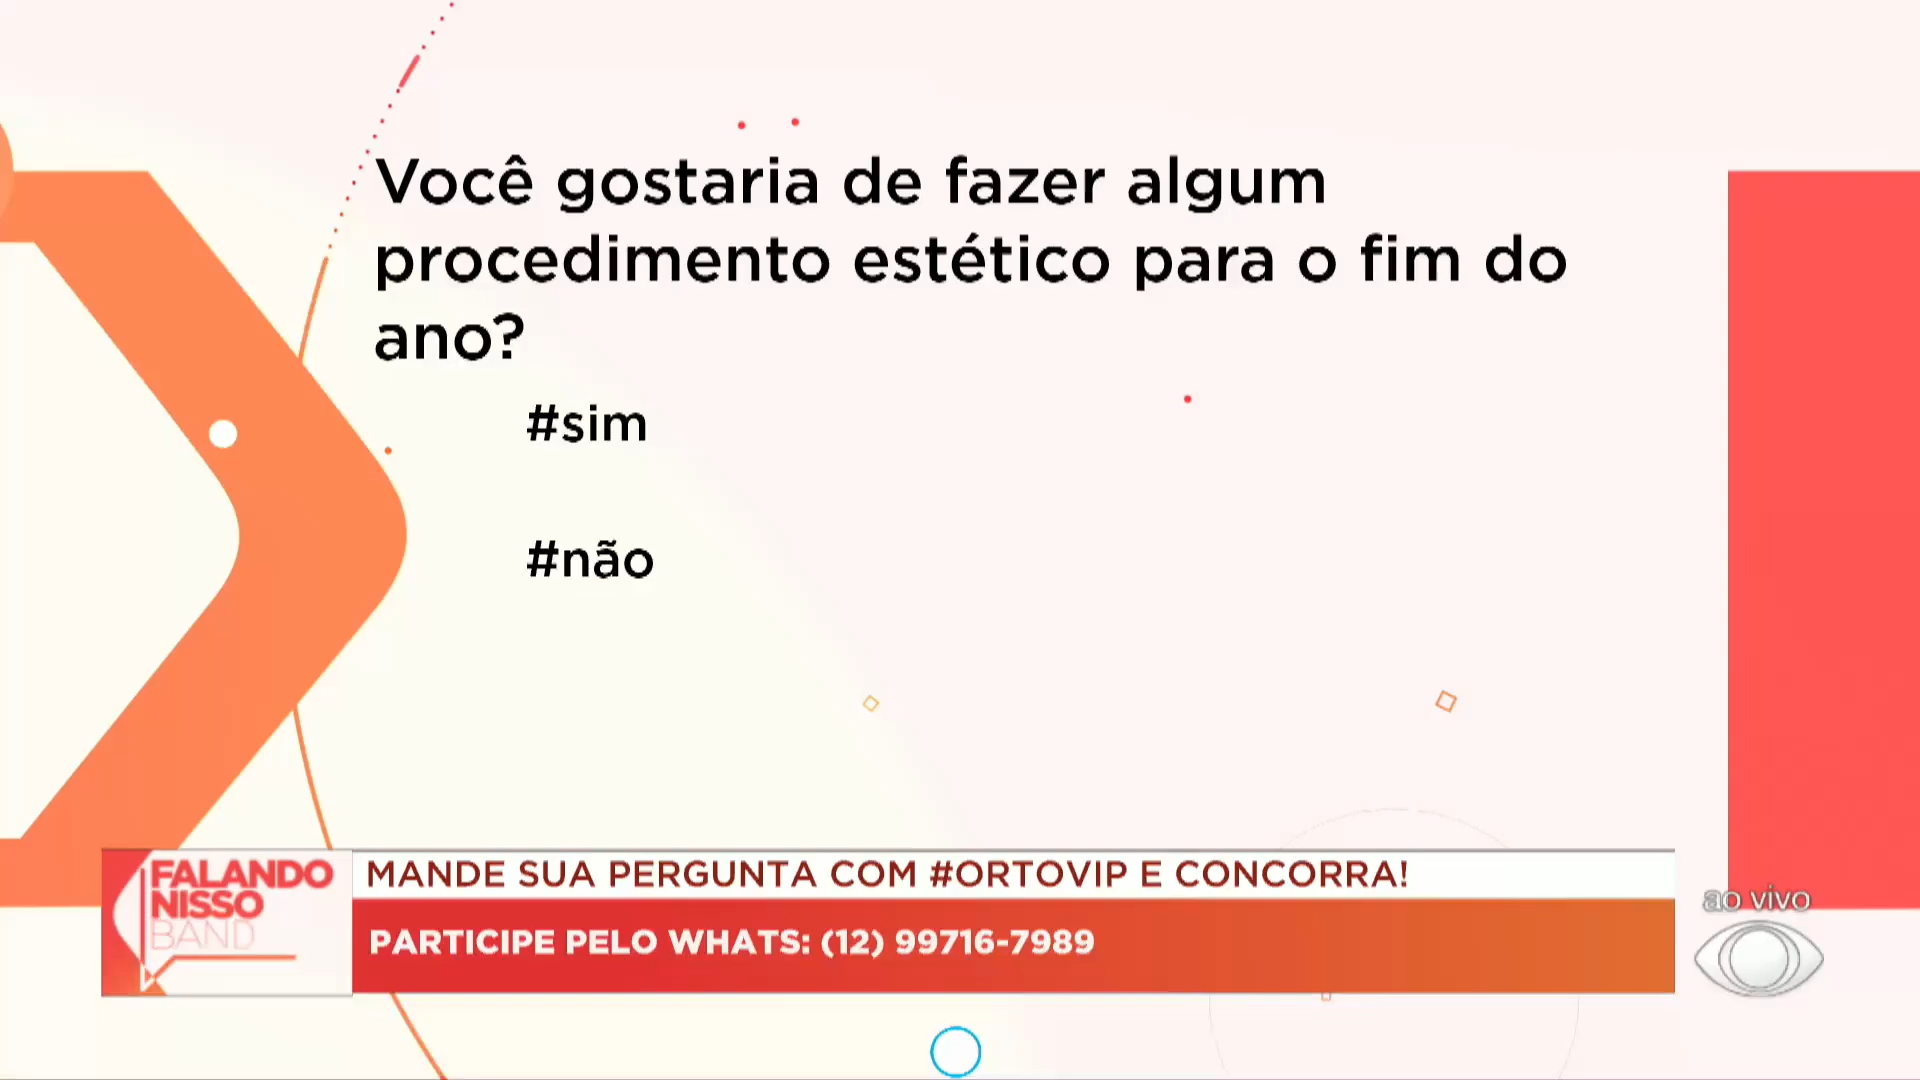 Você gostaria de fazer algum
procedimento estético para o fim do
ano?
#sim
#não
FALANDO
NISSO
BAND
MANDE SUA PERGUNTA COM #ORTOVIP E CONCORRA!
PARTICIPE PELO WHATS: (12) 99716-7989
ao vivo